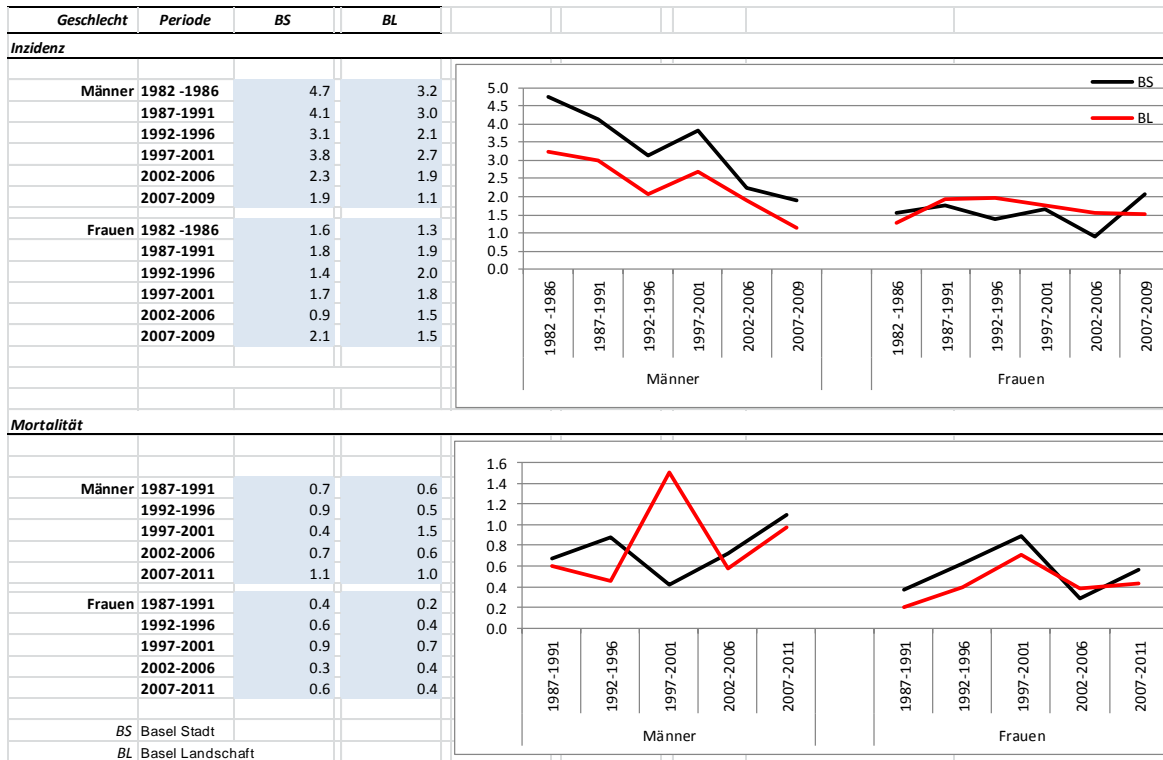 Geschlecht Periode BS BL
Inzidenz
Männer 1982 -1986 4.7 3.2
1987-1991 4.1 3.0
1992-1996 3.1 2.1
1997-2001 3.8 2.7
2002-2006 2.3 1.9
2007-2009 1.9 1.1
Frauen 1982 -1986 1.6 1.3
1987-1991 1.8 1.9
1992-1996 1.4 2.0
1997-2001 1.7 1.8
2002-2006 0.9 1.5
2007-2009 2.1 1.5
BS
BL
5.0
4.5
4.0
3.5
3.0
2.5
2.0
1.5
1.0
0.5
0.0
1982 -1986
1987-1991
1992-1996
1997-2001
2002-2006
2007-2009
1982 -1986
1987-1991
1992-1996
1997-2001
2002-2006
2007-2009
Männer Frauen
Mortalität
Männer 1987-1991 0.7 0.6
1992-1996 0.9 0.5
1997-2001 0.4 1.5
2002-2006 0.7 0.6
2007-2011 1.1 1.0
Frauen 1987-1991 0.4 0.2
1992-1996 0.6 0.4
1997-2001 0.9 0.7
2002-2006 0.3 0.4
2007-2011 0.6 0.4
1.6
1.4
1.2
1.0
0.8
0.6
0.4
0.2
0.0
1987-1991
1992-1996
1997-2001
2002-2006
2007-2011
1987-1991
1992-1996
1997-2001
2002-2006
2007-2011
Männer Frauen
BS Basel Stadt
BL Basel Landschaft